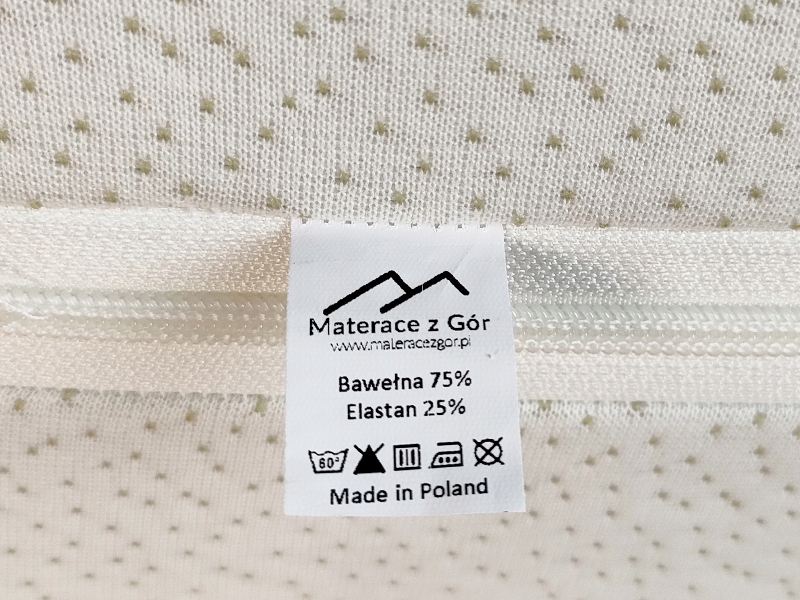 Materace z Gór
www.materacezgor.pl
Bawełna 75%
Elastan 25%
60°
Made in Poland